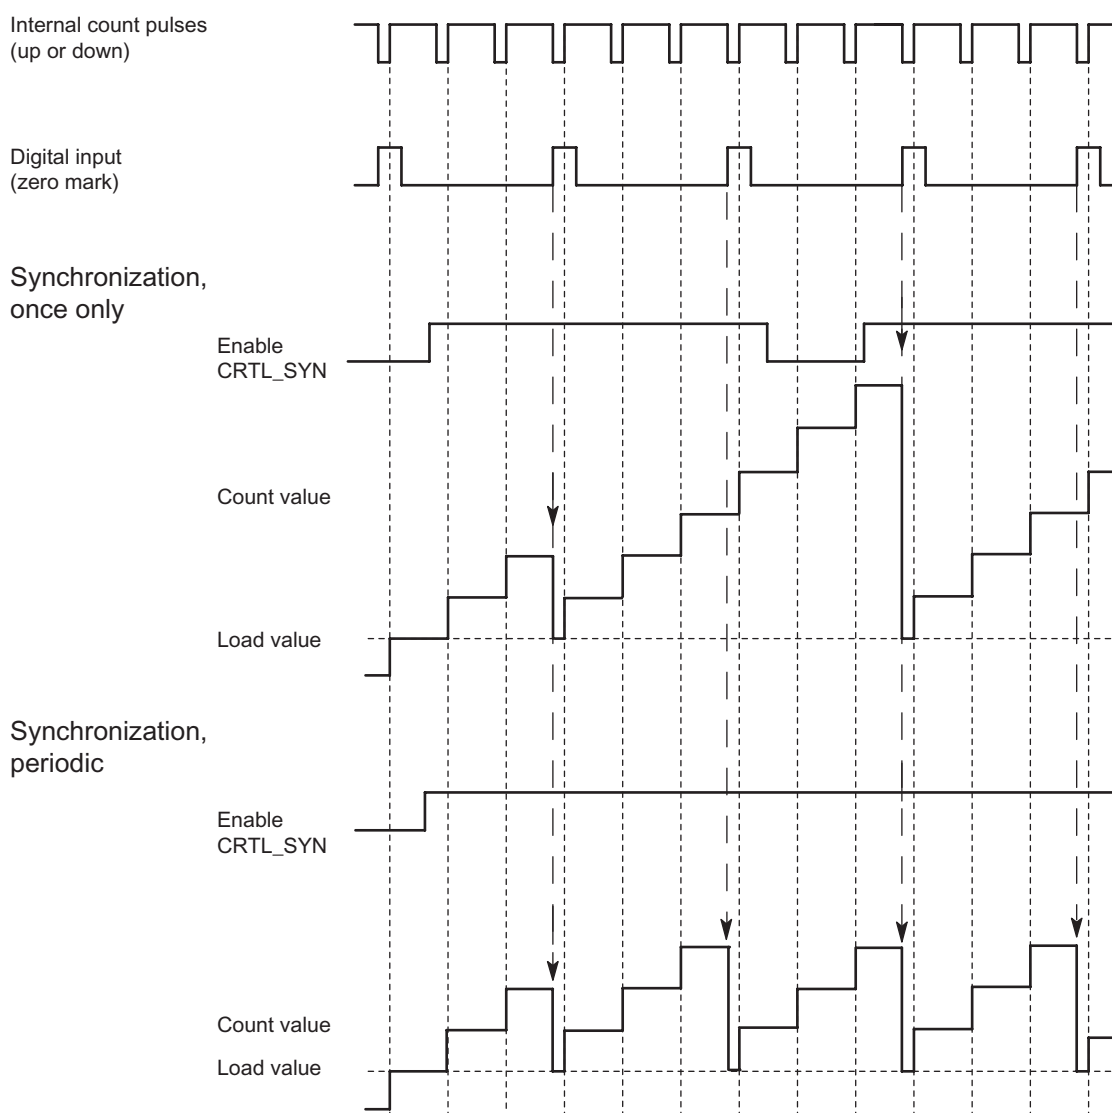 Internal count pulses
(up or down)
Digital input
(zero mark)
Synchronization,
once only
Enable
CRTL_SYN
Count value
Load value
Synchronization,
periodic
Enable
CRTL_SYN
Count value
Load value